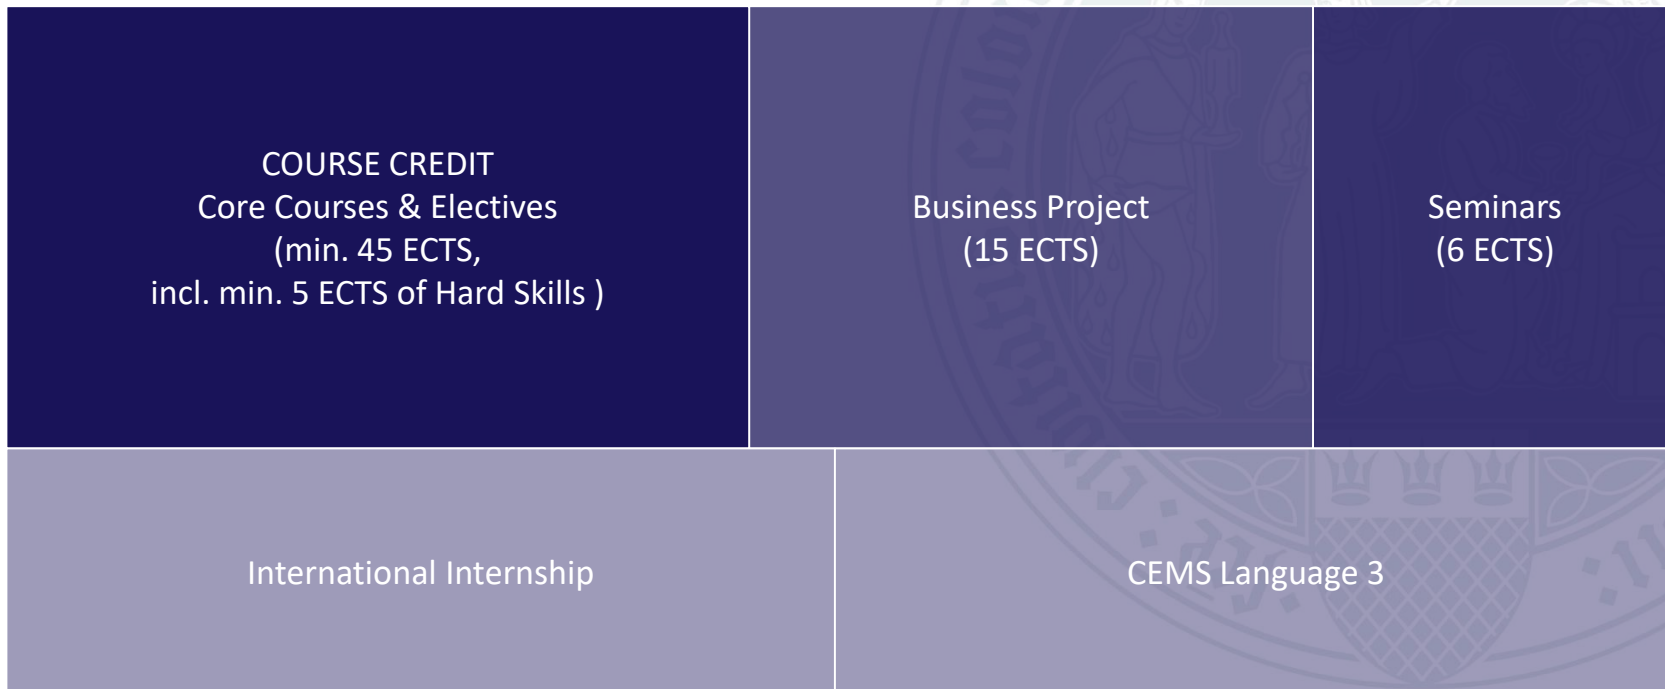 COURSE CREDIT
Core Courses & Electives
(min. 45 ECTS,
incl. min. 5 ECTS of Hard Skills )
Business Project
(15 ECTS)
Seminars
(6 ECTS)
International Internship
CEMS Language 3